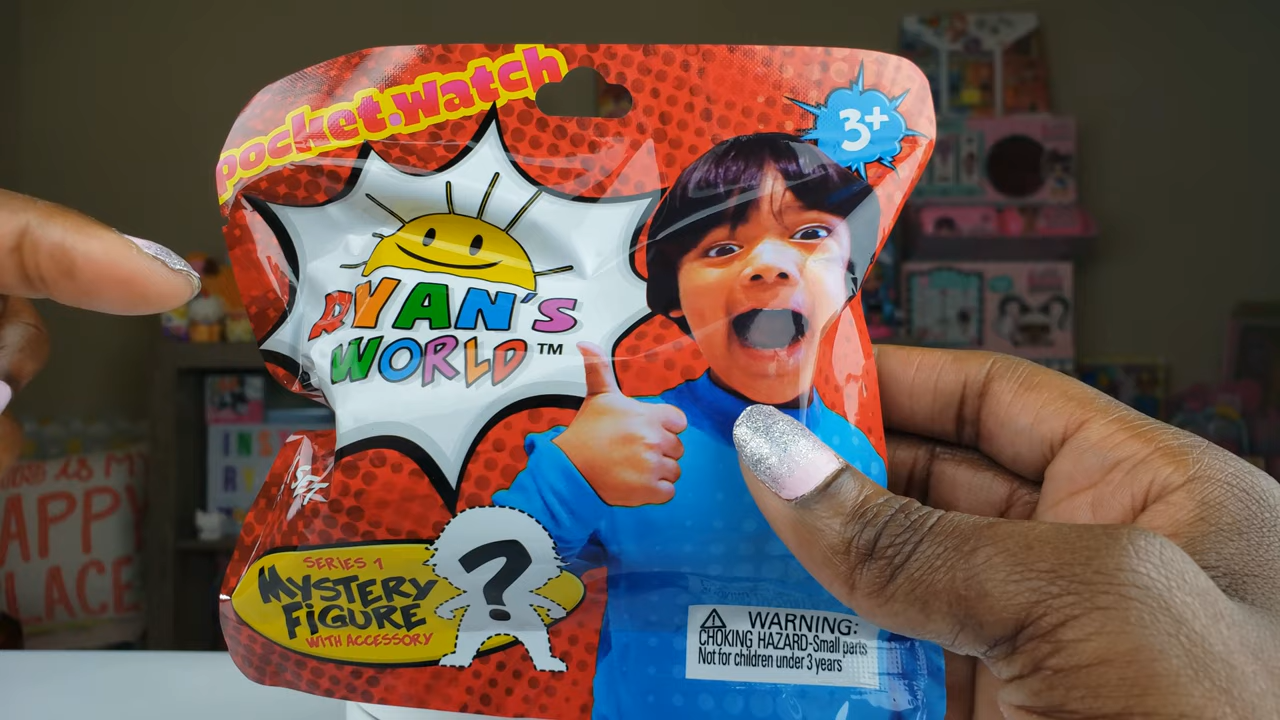 pocket.watch
3+
RYAN'S
WORLD™
SERIES 1
MYSTERY
FiGURE
WITH ACCESSORY
?
WARNING:
CHOKING HAZARD-Small parts
Not for children under 3 years
APPY
LACE